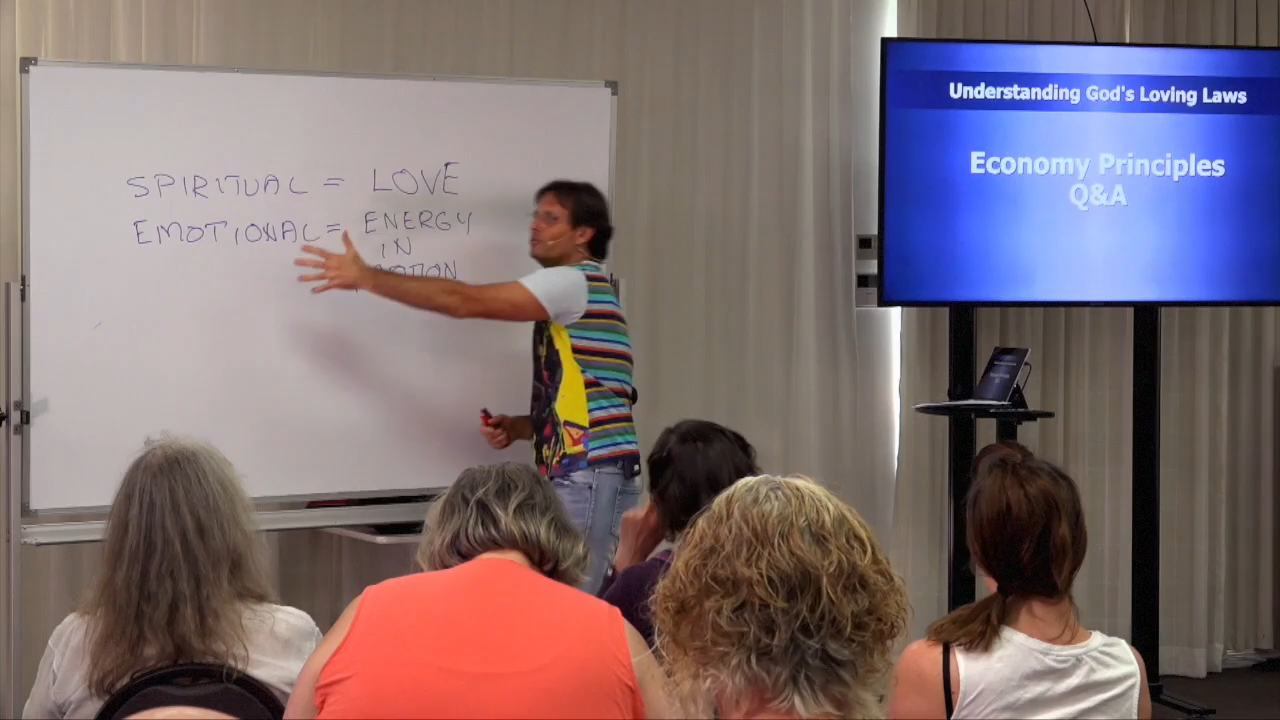 SPIRITUAL = LOVE
EMOTIONAL = ENERGY
IN
Understanding God's Loving Laws
Economy Principles
Q&A